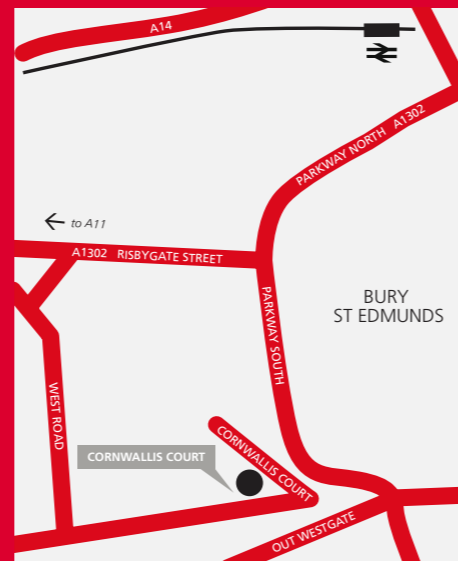 A14
PARKWAY NORTH A1302
to A11
A1302 RISBYGATE STREET
BURY
ST EDMUNDS
PARKWAY SOUTH
WEST ROAD
CORNWALLIS COURT
CORNWALLIS COURT
OUT WESTGATE